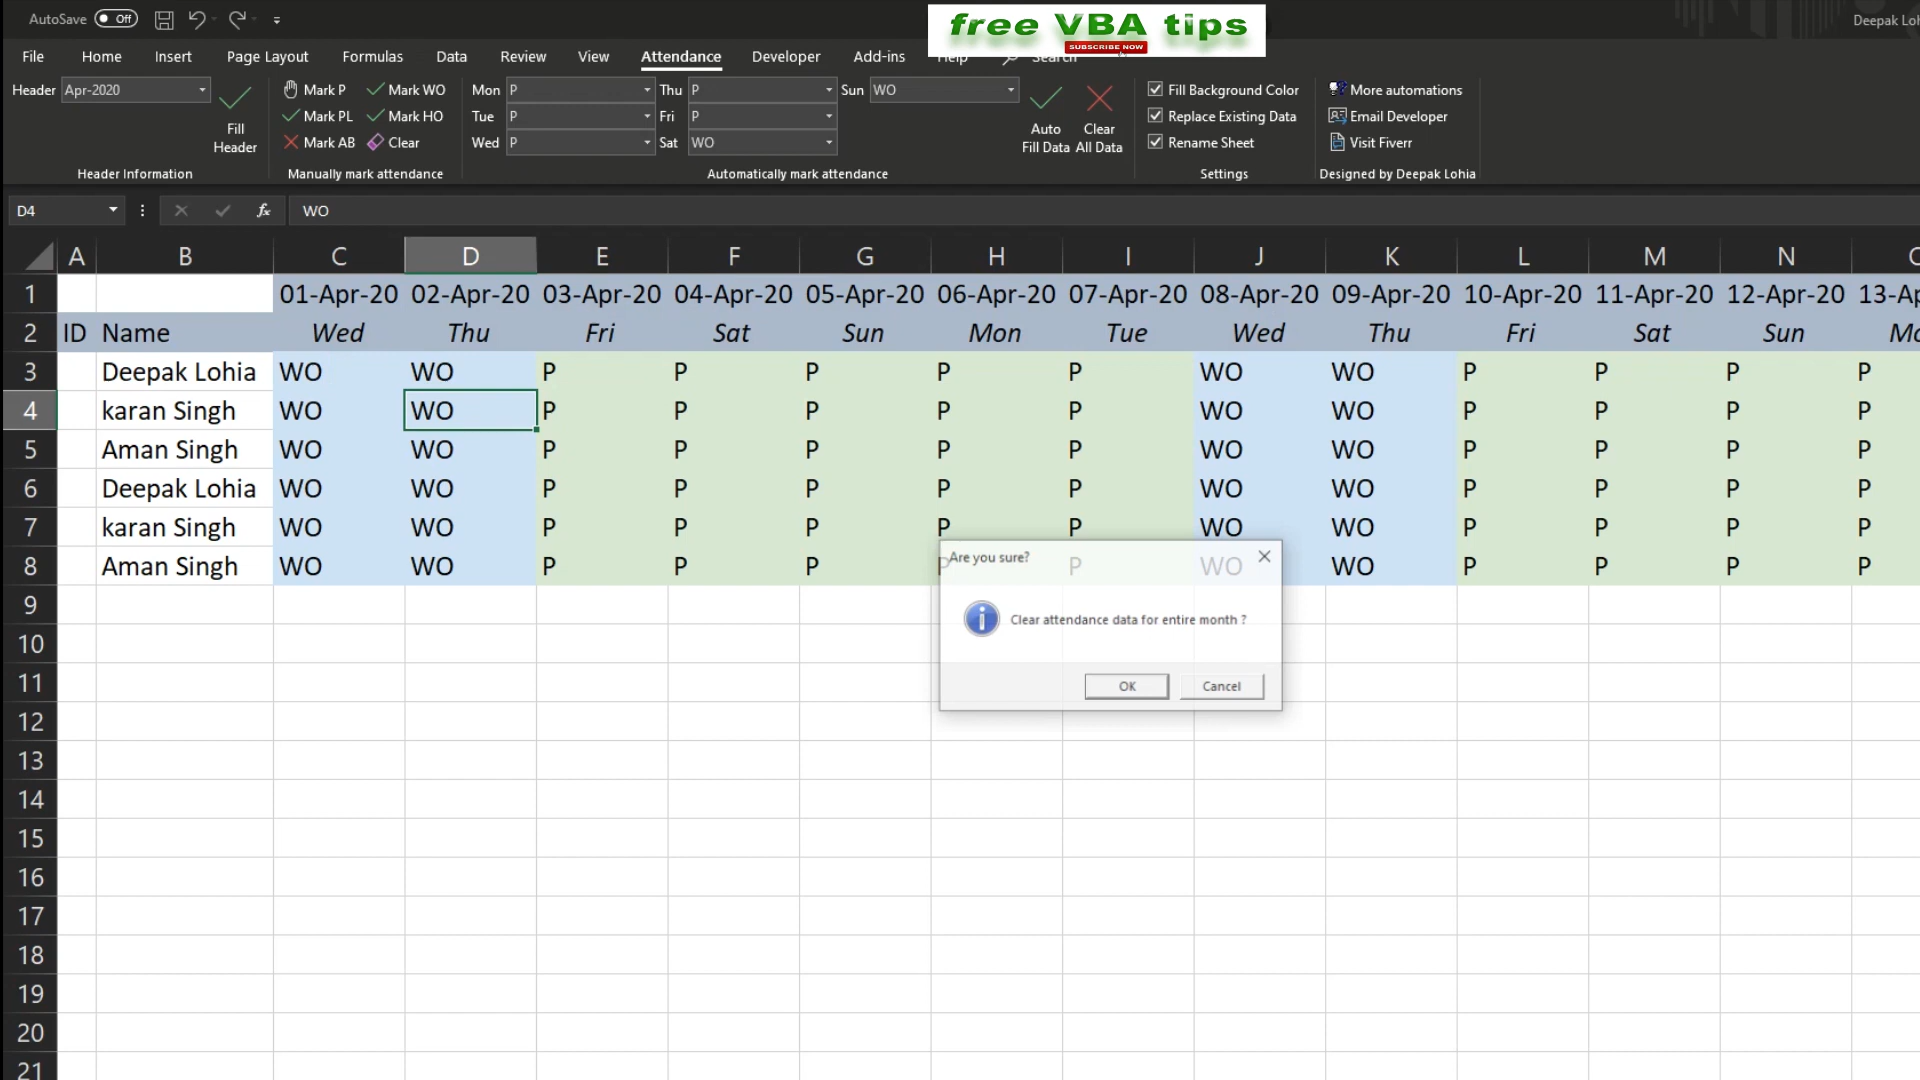 AutoSave Off
free VBA tips
SUBSCRIBE NOW
File Home Insert Page Layout Formulas Data Review View Attendance Developer Add-ins Help Search
Header Apr-2020
Fill
Header
Header Information
Mark P Mark WO
Mark PL Mark HO
Mark AB Clear
Manually mark attendance
Mon P Thu P Sun WO
Tue P Fri P
Wed P Sat WO
Auto
Fill Data
Clear
All Data
Automatically mark attendance
Fill Background Color
Replace Existing Data
Rename Sheet
Settings
More automations
Email Developer
Visit Fiverr
Designed by Deepak Lohia
D4 fx WO
A B C D E F G H I J K L M N
1 01-Apr-20 02-Apr-20 03-Apr-20 04-Apr-20 05-Apr-20 06-Apr-20 07-Apr-20 08-Apr-20 09-Apr-20 10-Apr-20 11-Apr-20 12-Apr-20
2 ID Name Wed Thu Fri Sat Sun Mon Tue Wed Thu Fri Sat Sun
3 Deepak Lohia WO WO P P P P P WO WO P P P P
4 karan Singh WO WO P P P P P WO WO P P P P
5 Aman Singh WO WO P P P P P WO WO P P P P
6 Deepak Lohia WO WO P P P P P WO WO P P P P
7 karan Singh WO WO P P P P P WO WO P P P P
8 Aman Singh WO WO P P P P P WO WO P P P P
9
10
11
12
13
14
15
16
17
18
19
20
21
Are you sure?
Clear attendance data for entire month ?
OK Cancel
Deepak